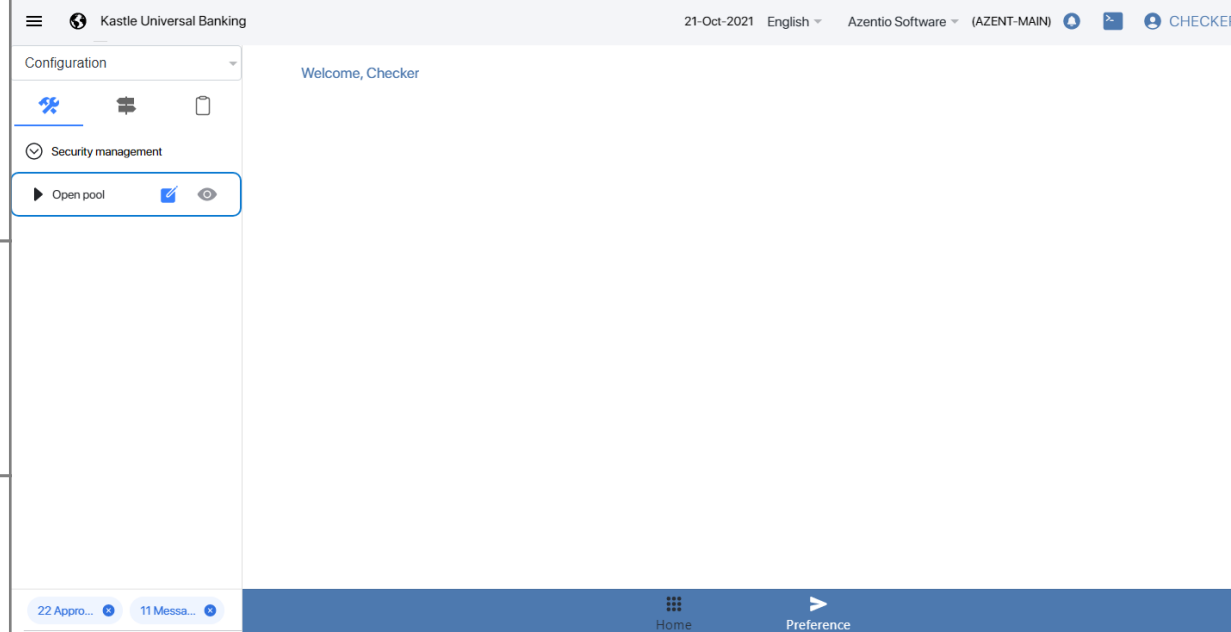 Kastle Universal Banking
21-Oct-2021 English Azentio Software (AZENT-MAIN) CHECKER
Configuration
Welcome, Checker
Security management
Open pool
22 Appro... 11 Messa...
Home Preference